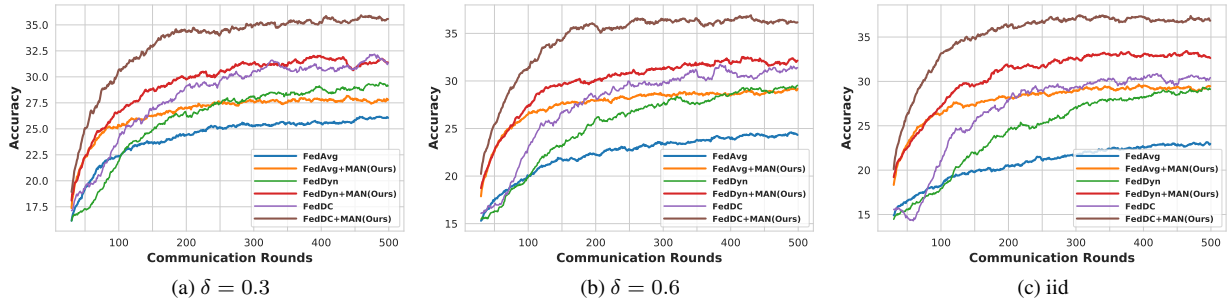 35.0
32.5
30.0
27.5
25.0
22.5
20.0
17.5
Accuracy
100 200 300 400 500
Communication Rounds
FedAvg
FedAvg+MAN(Ours)
FedDyn
FedDyn+MAN(Ours)
FedDC
FedDC+MAN(Ours)
(a) δ = 0.3
35
30
25
20
15
Accuracy
100 200 300 400 500
Communication Rounds
FedAvg
FedAvg+MAN(Ours)
FedDyn
FedDyn+MAN(Ours)
FedDC
FedDC+MAN(Ours)
(b) δ = 0.6
35
30
25
20
15
Accuracy
100 200 300 400 500
Communication Rounds
FedAvg
FedAvg+MAN(Ours)
FedDyn
FedDyn+MAN(Ours)
FedDC
FedDC+MAN(Ours)
(c) iid